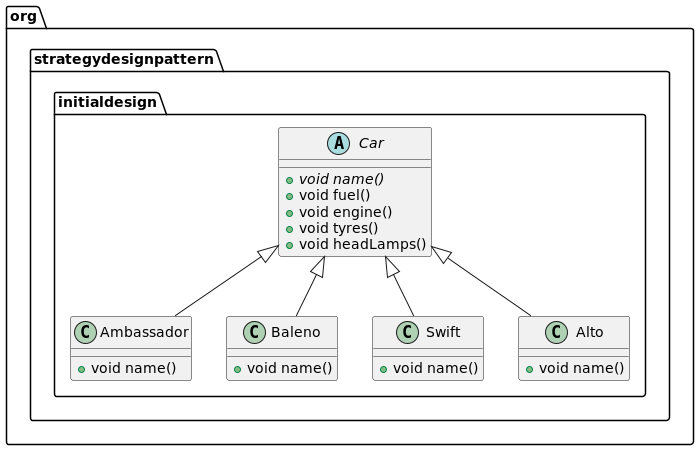 org
strategydesignpattern
initialdesign
A Car
void name()
void fuel()
void engine()
void tyres()
void headLamps()
C Ambassador
void name()
C Baleno
void name()
C Swift
void name()
C Alto
void name()